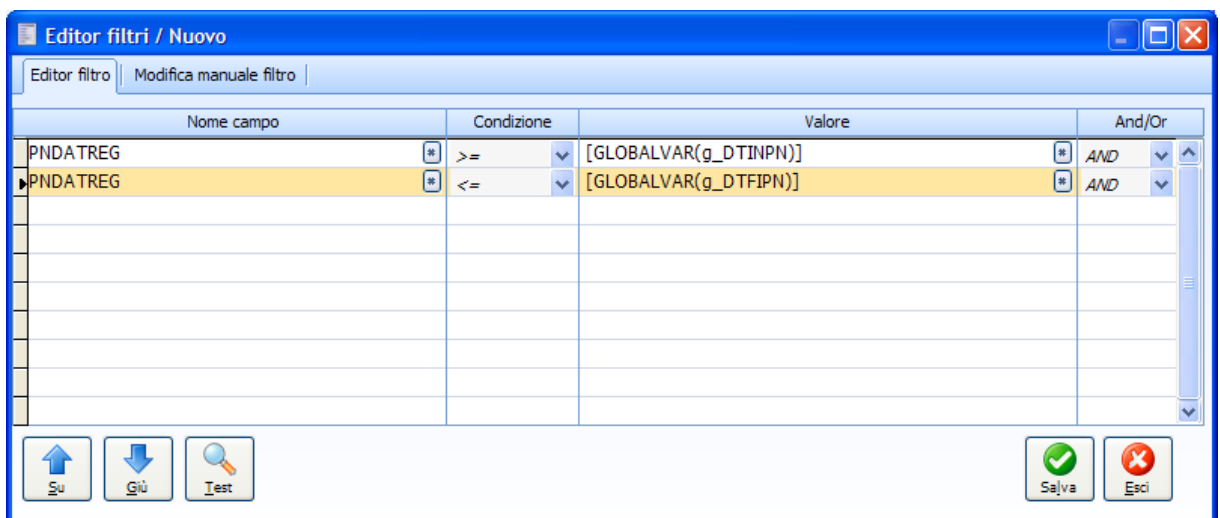 Editor filtri / Nuovo
Editor filtro Modifica manuale filtro
Nome campo Condizione Valore And/Or
PNDATREG >= [GLOBALVAR(g_DTINPN)] AND
PNDATREG <= [GLOBALVAR(g_DTFIPN)] AND
Su Giù Test Salva Esci